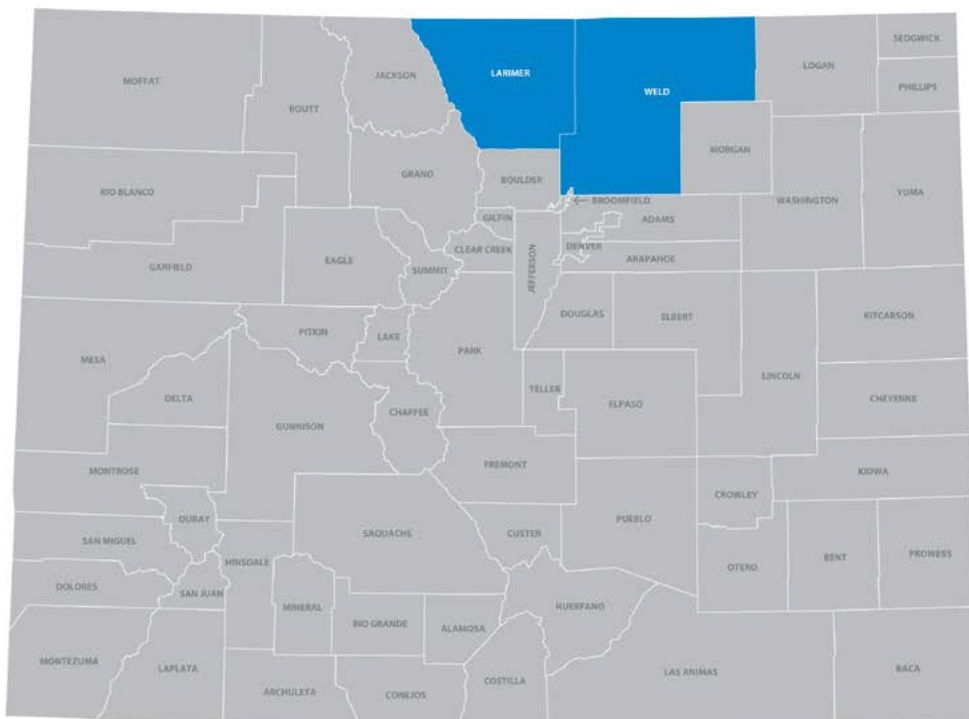 SEDGWICK
LOGAN
JACKSON
LARIMER
MOFFAT
PHILLIPS
WELD
ROUTT
MORGAN
GRAND
BOULDER
RIO BLANCO
YUMA
BROOMFIELD
WASHINGTON
GILPIN
ADAMS
DENVER
CLEAR CREEK
JEFFERSON
ARAPAHOE
EAGLE
GARFIELD
SUMMIT
DOUGLAS
KITCARSON
ELBERT
PITKIN
LAKE
PARK
MESA
LINCOLN
TELLER
DELTA
ELPASO
CHEYENNE
CHAFFEE
GUNNISON
FREMONT
MONTROSE
KIOWA
CROWLEY
OURAY
PUEBLO
CUSTER
SAQUACHE
SAN MIGUEL
BENT
PROWERS
HINSDALE
OTERO
DOLORES
SAN JUAN
MINERAL
HUERFANO
RIO GRANDE
ALAMOSA
MONTEZUMA
LAPLATA
BACA
LAS ANIMAS
COSTILLA
ARCHULETA
CONEJOS